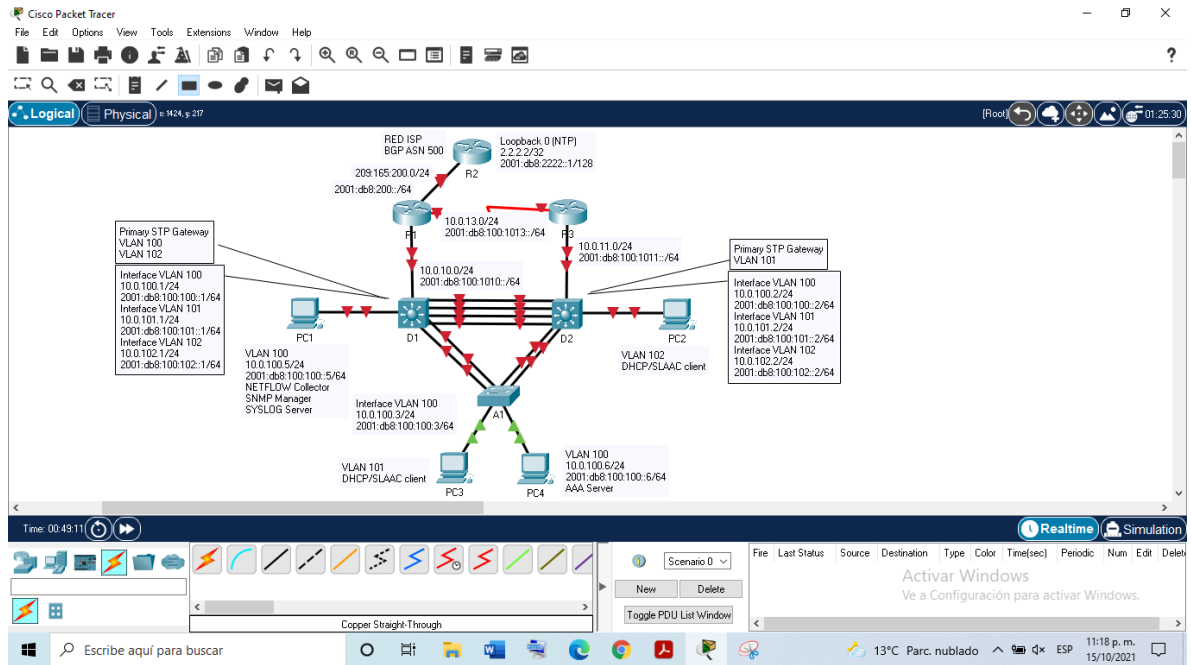 Cisco Packet Tracer
File Edit Options View Tools Extensions Window Help
?
Logical
Physical
x: 1424, y: 217
[Root]
01:25:30
RED ISP
BGP ASN 500
Loopback 0 (NTP)
2.2.2.2/32
2001:db8:2222::1/128
R2
209.165.200.0/24
2001:db8:200::/64
R1
10.0.13.0/24
2001:db8:100:1013::/64
R3
Primary STP Gateway
VLAN 100
VLAN 102
10.0.11.0/24
2001:db8:100:1011::/64
Primary STP Gateway
VLAN 101
Interface VLAN 100
10.0.100.1/24
2001:db8:100:100::1/64
Interface VLAN 101
10.0.101.1/24
2001:db8:100:101::1/64
Interface VLAN 102
10.0.102.1/24
2001:db8:100:102::1/64
10.0.10.0/24
2001:db8:100:1010::/64
Interface VLAN 100
10.0.100.2/24
2001:db8:100:100::2/64
Interface VLAN 101
10.0.101.2/24
2001:db8:100:101::2/64
Interface VLAN 102
10.0.102.2/24
2001:db8:100:102::2/64
PC1
D1
D2
PC2
VLAN 100
10.0.100.5/24
2001:db8:100:100::5/64
NETFLOW Collector
SNMP Manager
SYSLOG Server
VLAN 102
DHCP/SLAAC client
Interface VLAN 100
10.0.100.3/24
2001:db8:100:100:3/64
A1
VLAN 101
DHCP/SLAAC client
PC3
PC4
VLAN 100
10.0.100.6/24
2001:db8:100:100::6/64
AAA Server
Time: 00:49:11
Realtime
Simulation
Scenario 0
New
Delete
Toggle PDU List Window
Fire Last Status Source Destination Type Color Time(sec) Periodic Num Edit Delet
Activar Windows
Ve a Configuración para activar Windows.
Copper Straight-Through
Escribe aquí para buscar
13°C Parc. nublado
ESP
11:18 p. m.
15/10/2021